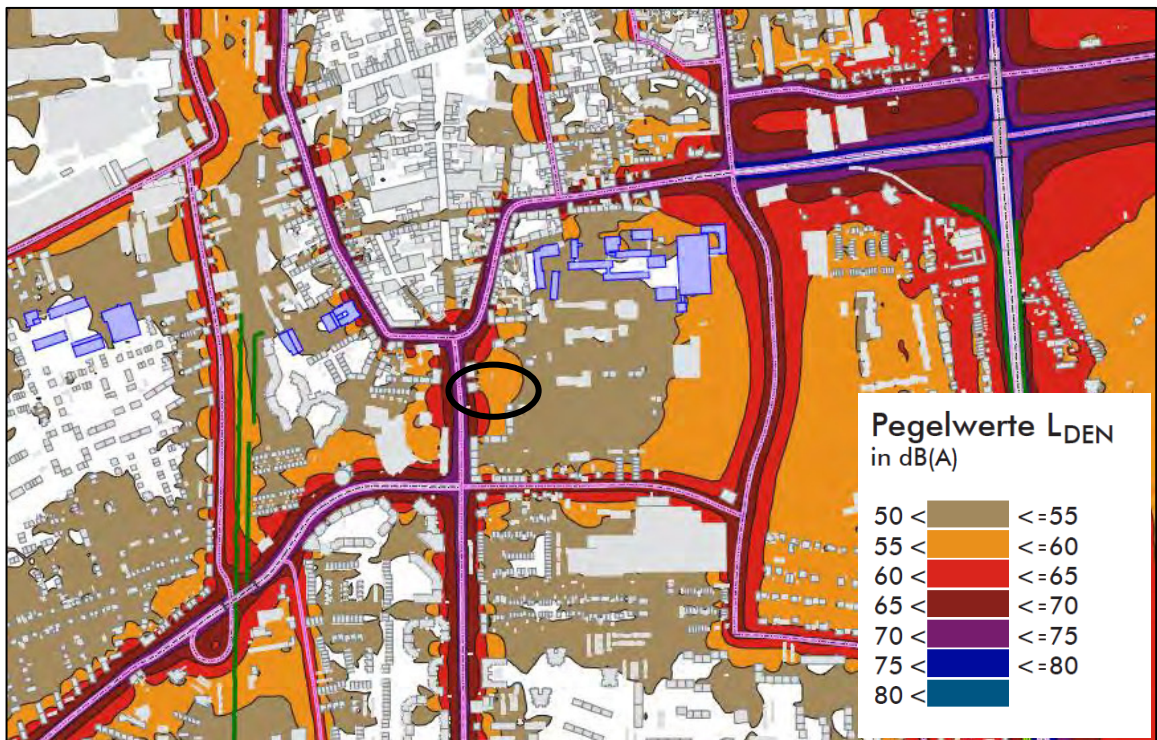 Pegelwerte LDEN
in dB(A)
50 < <=55
55 < <=60
60 < <=65
65 < <=70
70 < <=75
75 < <=80
80 <